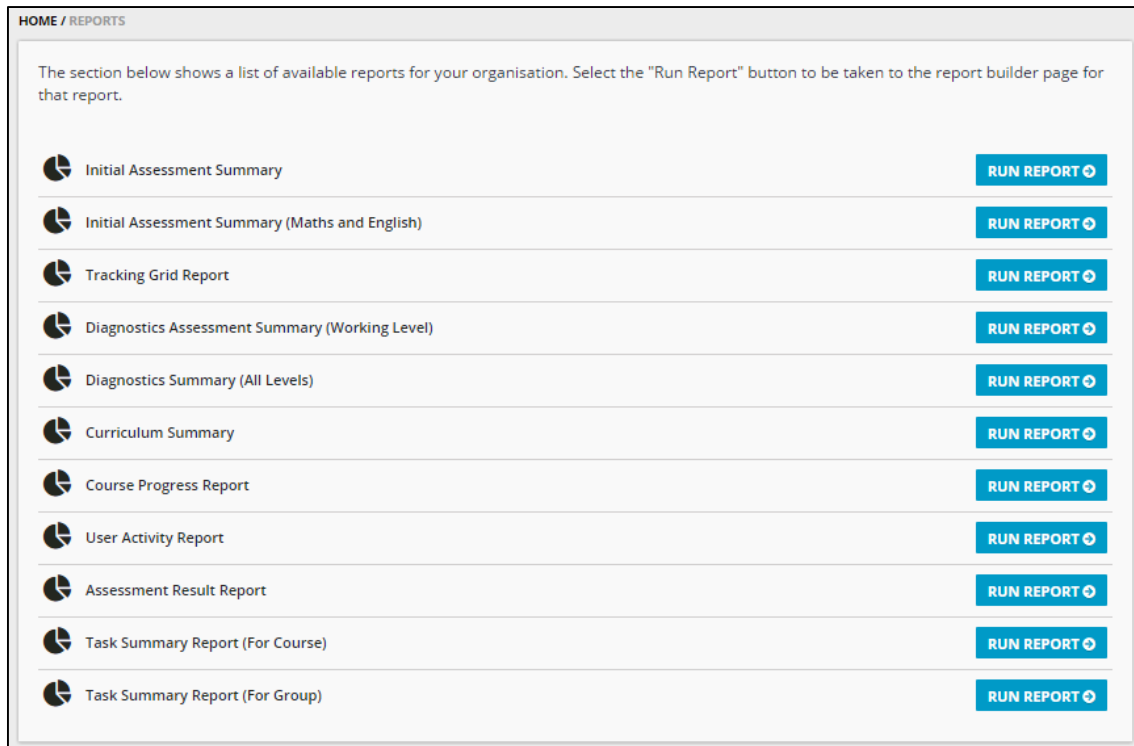 HOME / REPORTS
The section below shows a list of available reports for your organisation. Select the "Run Report" button to be taken to the report builder page for
that report.
Initial Assessment Summary RUN REPORT
Initial Assessment Summary (Maths and English) RUN REPORT
Tracking Grid Report RUN REPORT
Diagnostics Assessment Summary (Working Level) RUN REPORT
Diagnostics Summary (All Levels) RUN REPORT
Curriculum Summary RUN REPORT
Course Progress Report RUN REPORT
User Activity Report RUN REPORT
Assessment Result Report RUN REPORT
Task Summary Report (For Course) RUN REPORT
Task Summary Report (For Group) RUN REPORT